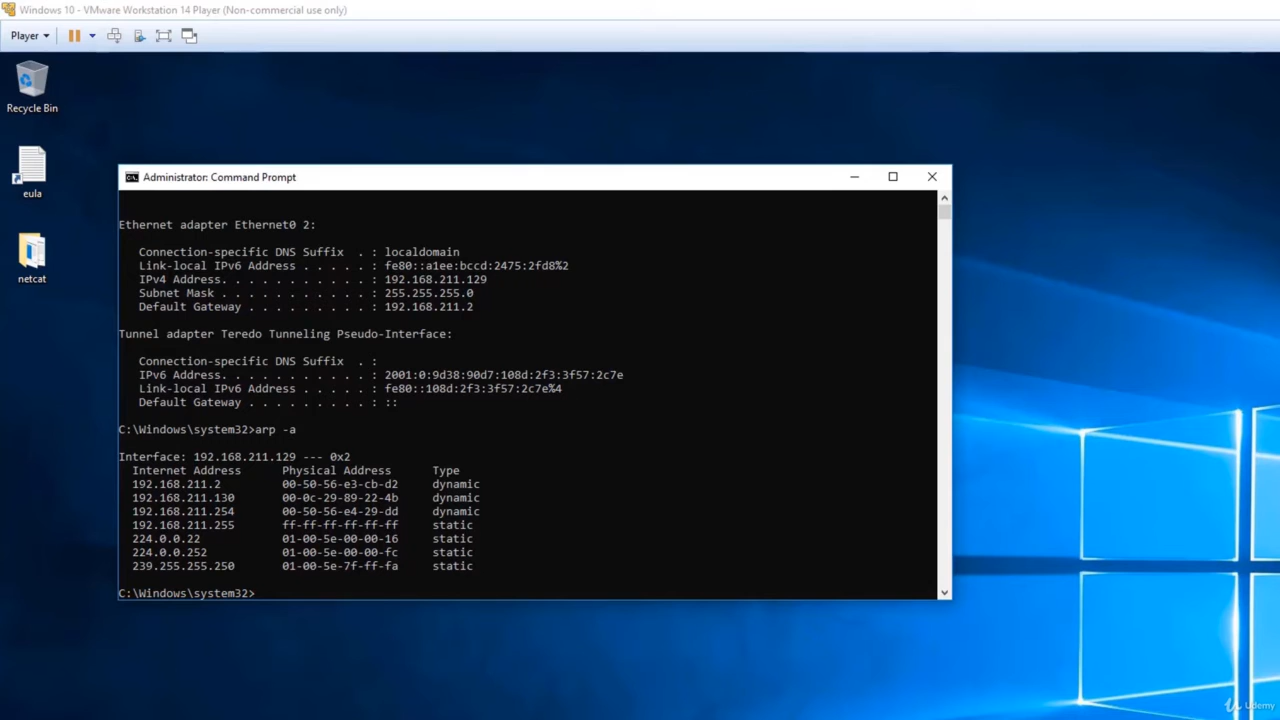 Windows 10 - VMware Workstation 14 Player (Non-commercial use only)
Player
Recycle Bin
eula
netcat
Administrator: Command Prompt
Ethernet adapter Ethernet0 2:
Connection-specific DNS Suffix . : localdomain
Link-local IPv6 Address . . . . . : fe80::a1ee:bccd:2475:2fd8%2
IPv4 Address. . . . . . . . . . . : 192.168.211.129
Subnet Mask . . . . . . . . . . . : 255.255.255.0
Default Gateway . . . . . . . . . : 192.168.211.2
Tunnel adapter Teredo Tunneling Pseudo-Interface:
Connection-specific DNS Suffix . :
IPv6 Address. . . . . . . . . . . : 2001:0:9d38:90d7:108d:2f3:3f57:2c7e
Link-local IPv6 Address . . . . . : fe80::108d:2f3:3f57:2c7e%4
Default Gateway . . . . . . . . . : ::
C:\Windows\system32>arp -a
Interface: 192.168.211.129 --- 0x2
Internet Address Physical Address Type
192.168.211.2 00-50-56-e3-cb-d2 dynamic
192.168.211.130 00-0c-29-89-22-4b dynamic
192.168.211.254 00-50-56-e4-29-dd dynamic
192.168.211.255 ff-ff-ff-ff-ff-ff static
224.0.0.22 01-00-5e-00-00-16 static
224.0.0.252 01-00-5e-00-00-fc static
239.255.255.250 01-00-5e-7f-ff-fa static
C:\Windows\system32>
Udemy